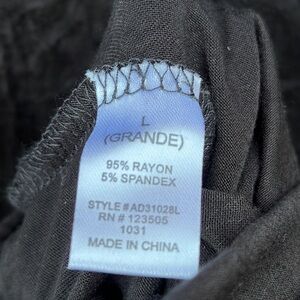 L
(GRANDE)
95% RAYON
5% SPANDEX
STYLE # AD31028L
RN # 123505
1031
MADE IN CHINA